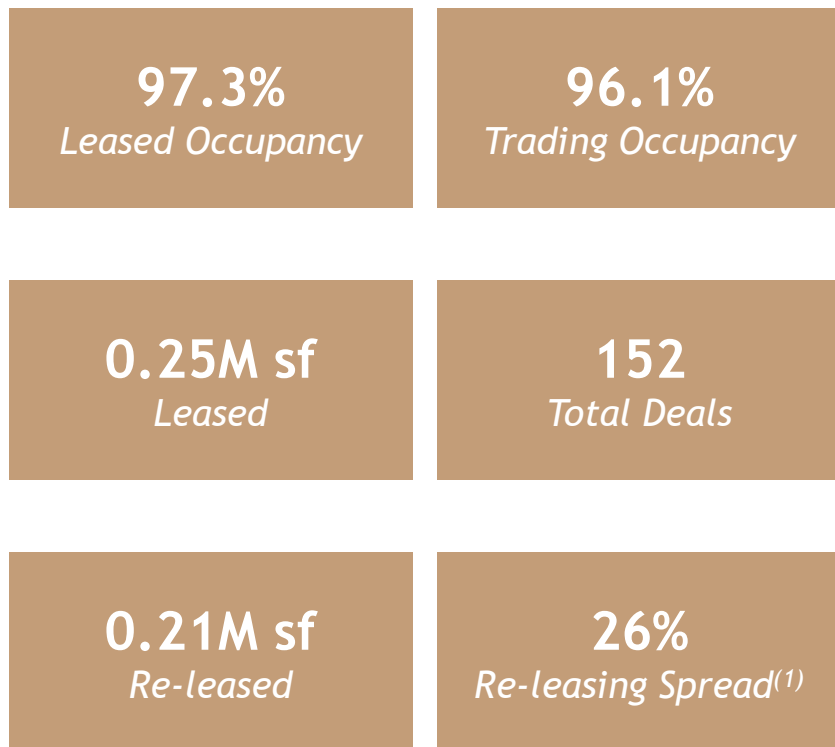 97.3%
Leased Occupancy
96.1%
Trading Occupancy
0.25M sf
Leased
152
Total Deals
0.21M sf
Re-leased
26%
Re-leasing Spread(1)